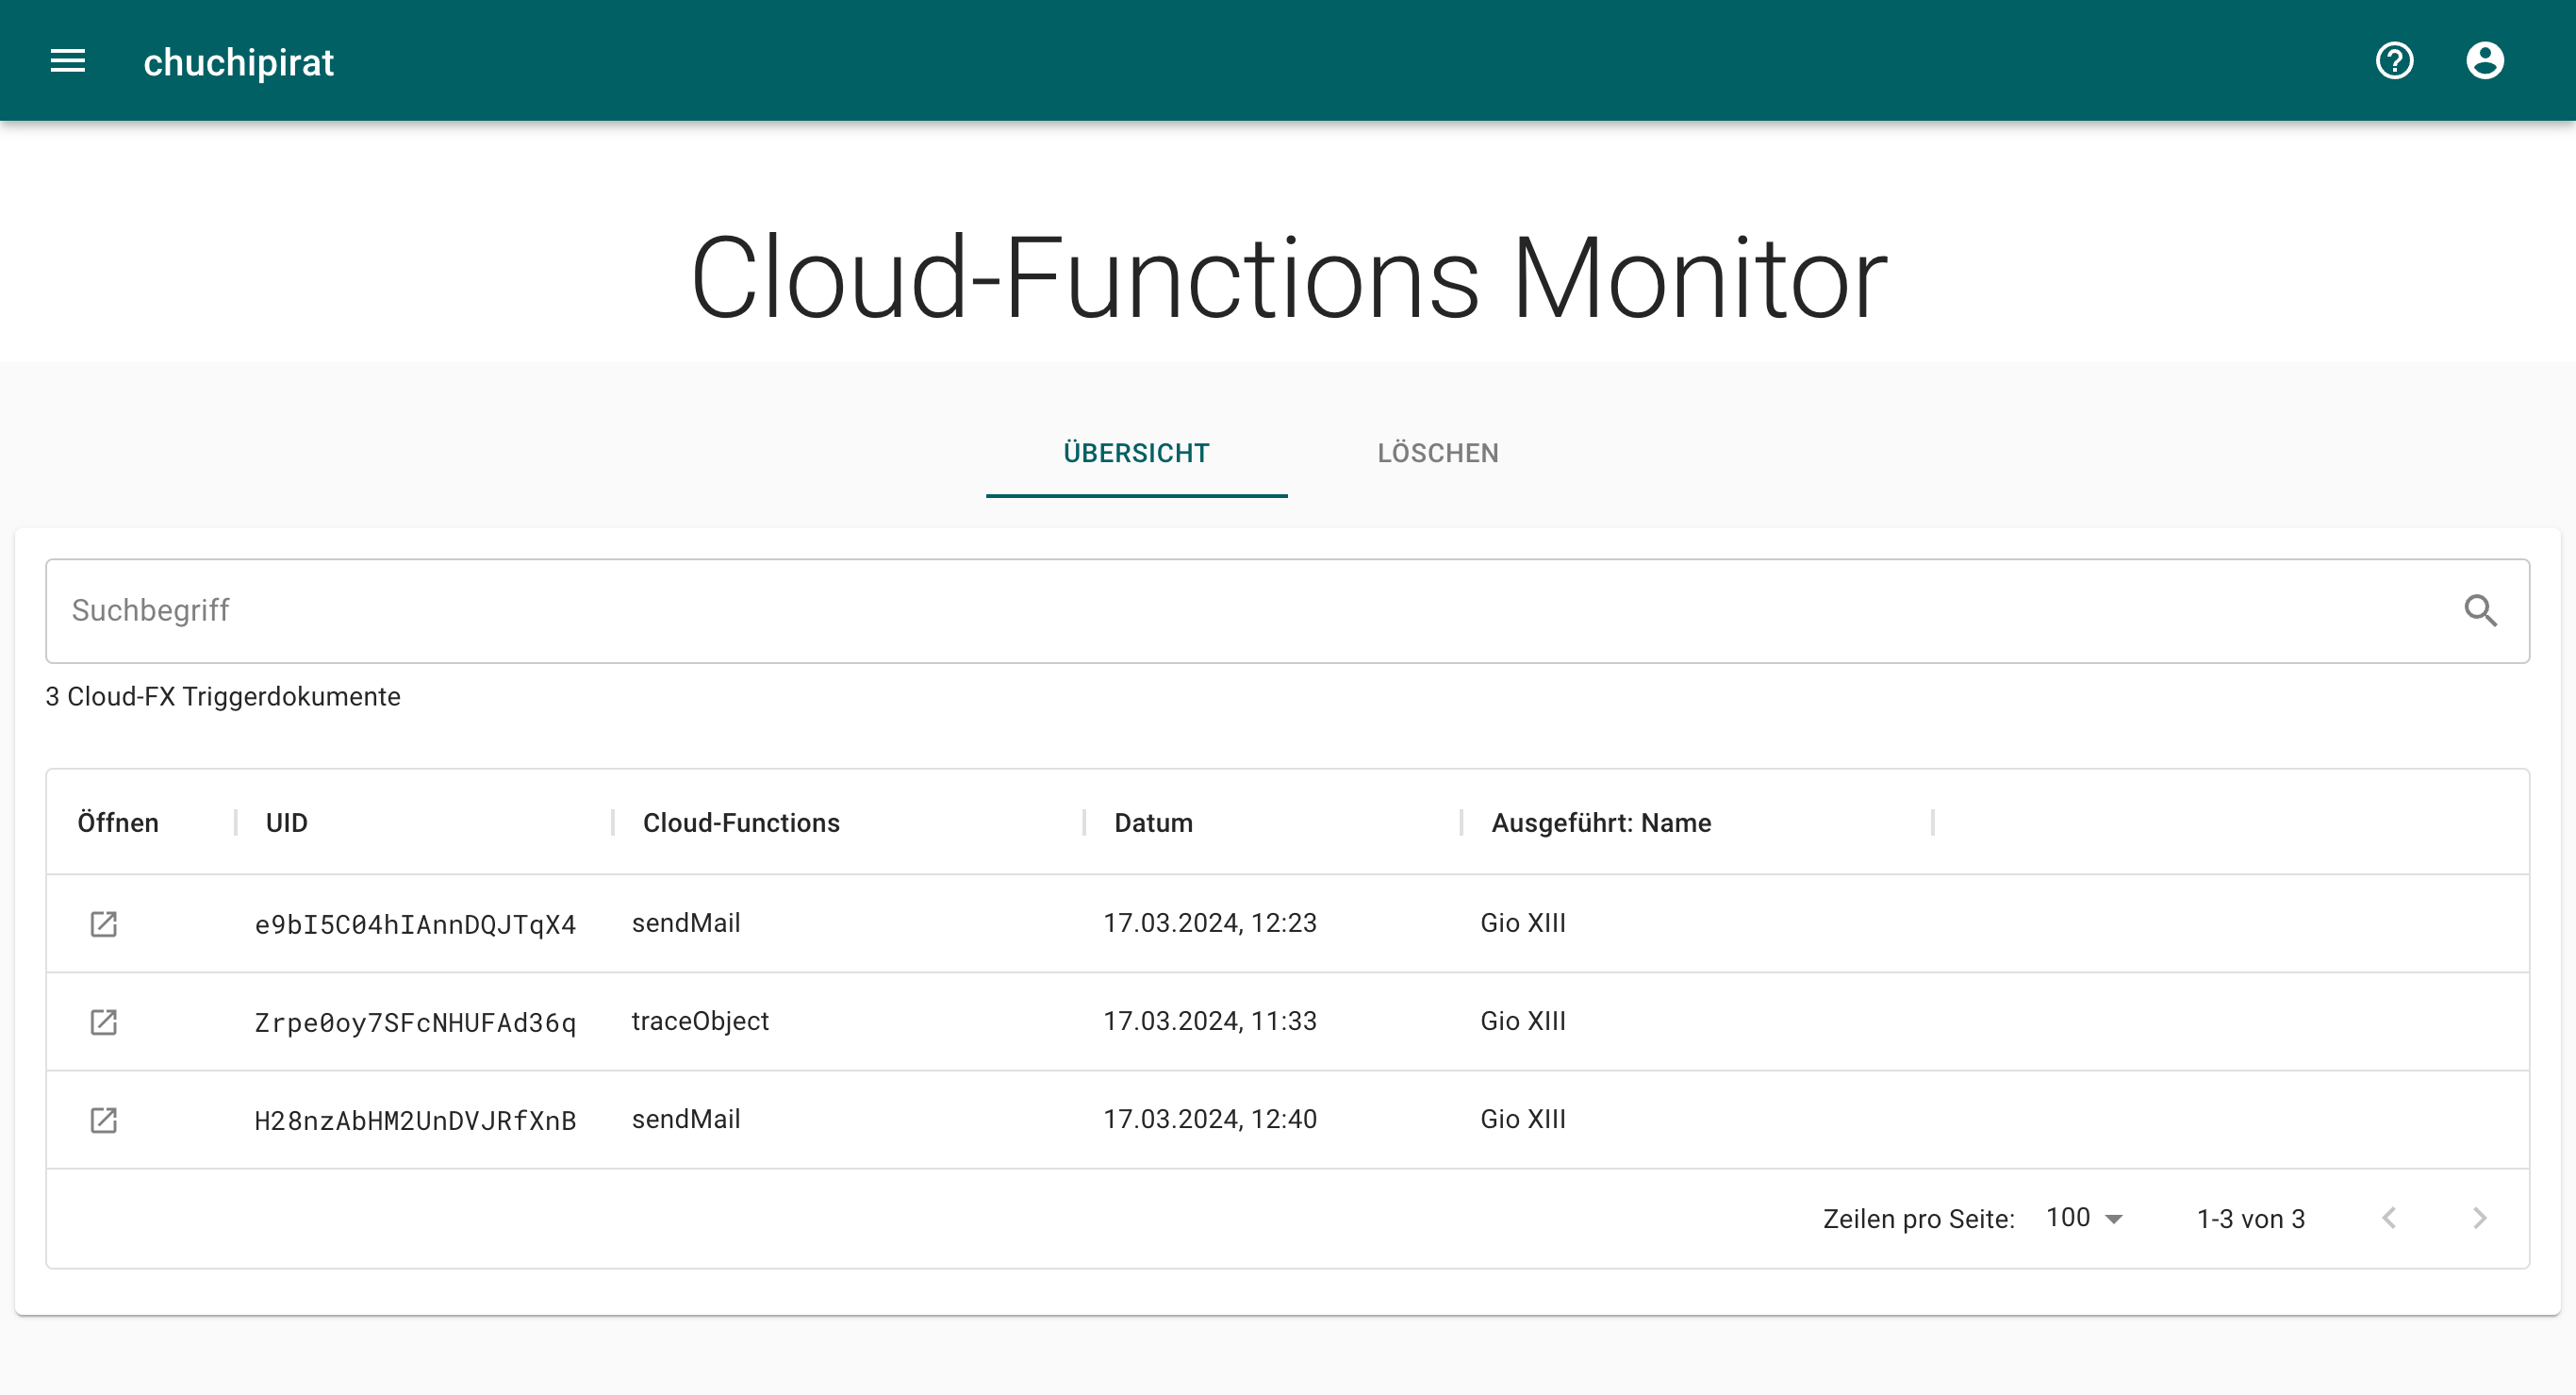 chuchipirat
Cloud-Functions Monitor
ÜBERSICHT LÖSCHEN
Suchbegriff
3 Cloud-FX Triggerdokumente
Öffnen UID Cloud-Functions Datum Ausgeführt: Name
e9bI5C04hIAnnDQJTqX4 sendMail 17.03.2024, 12:23 Gio XIII
Zrpe0oy7SFcNHUFAd36q traceObject 17.03.2024, 11:33 Gio XIII
H28nzAbHM2UnDVJRfXnB sendMail 17.03.2024, 12:40 Gio XIII
Zeilen pro Seite: 100 1-3 von 3